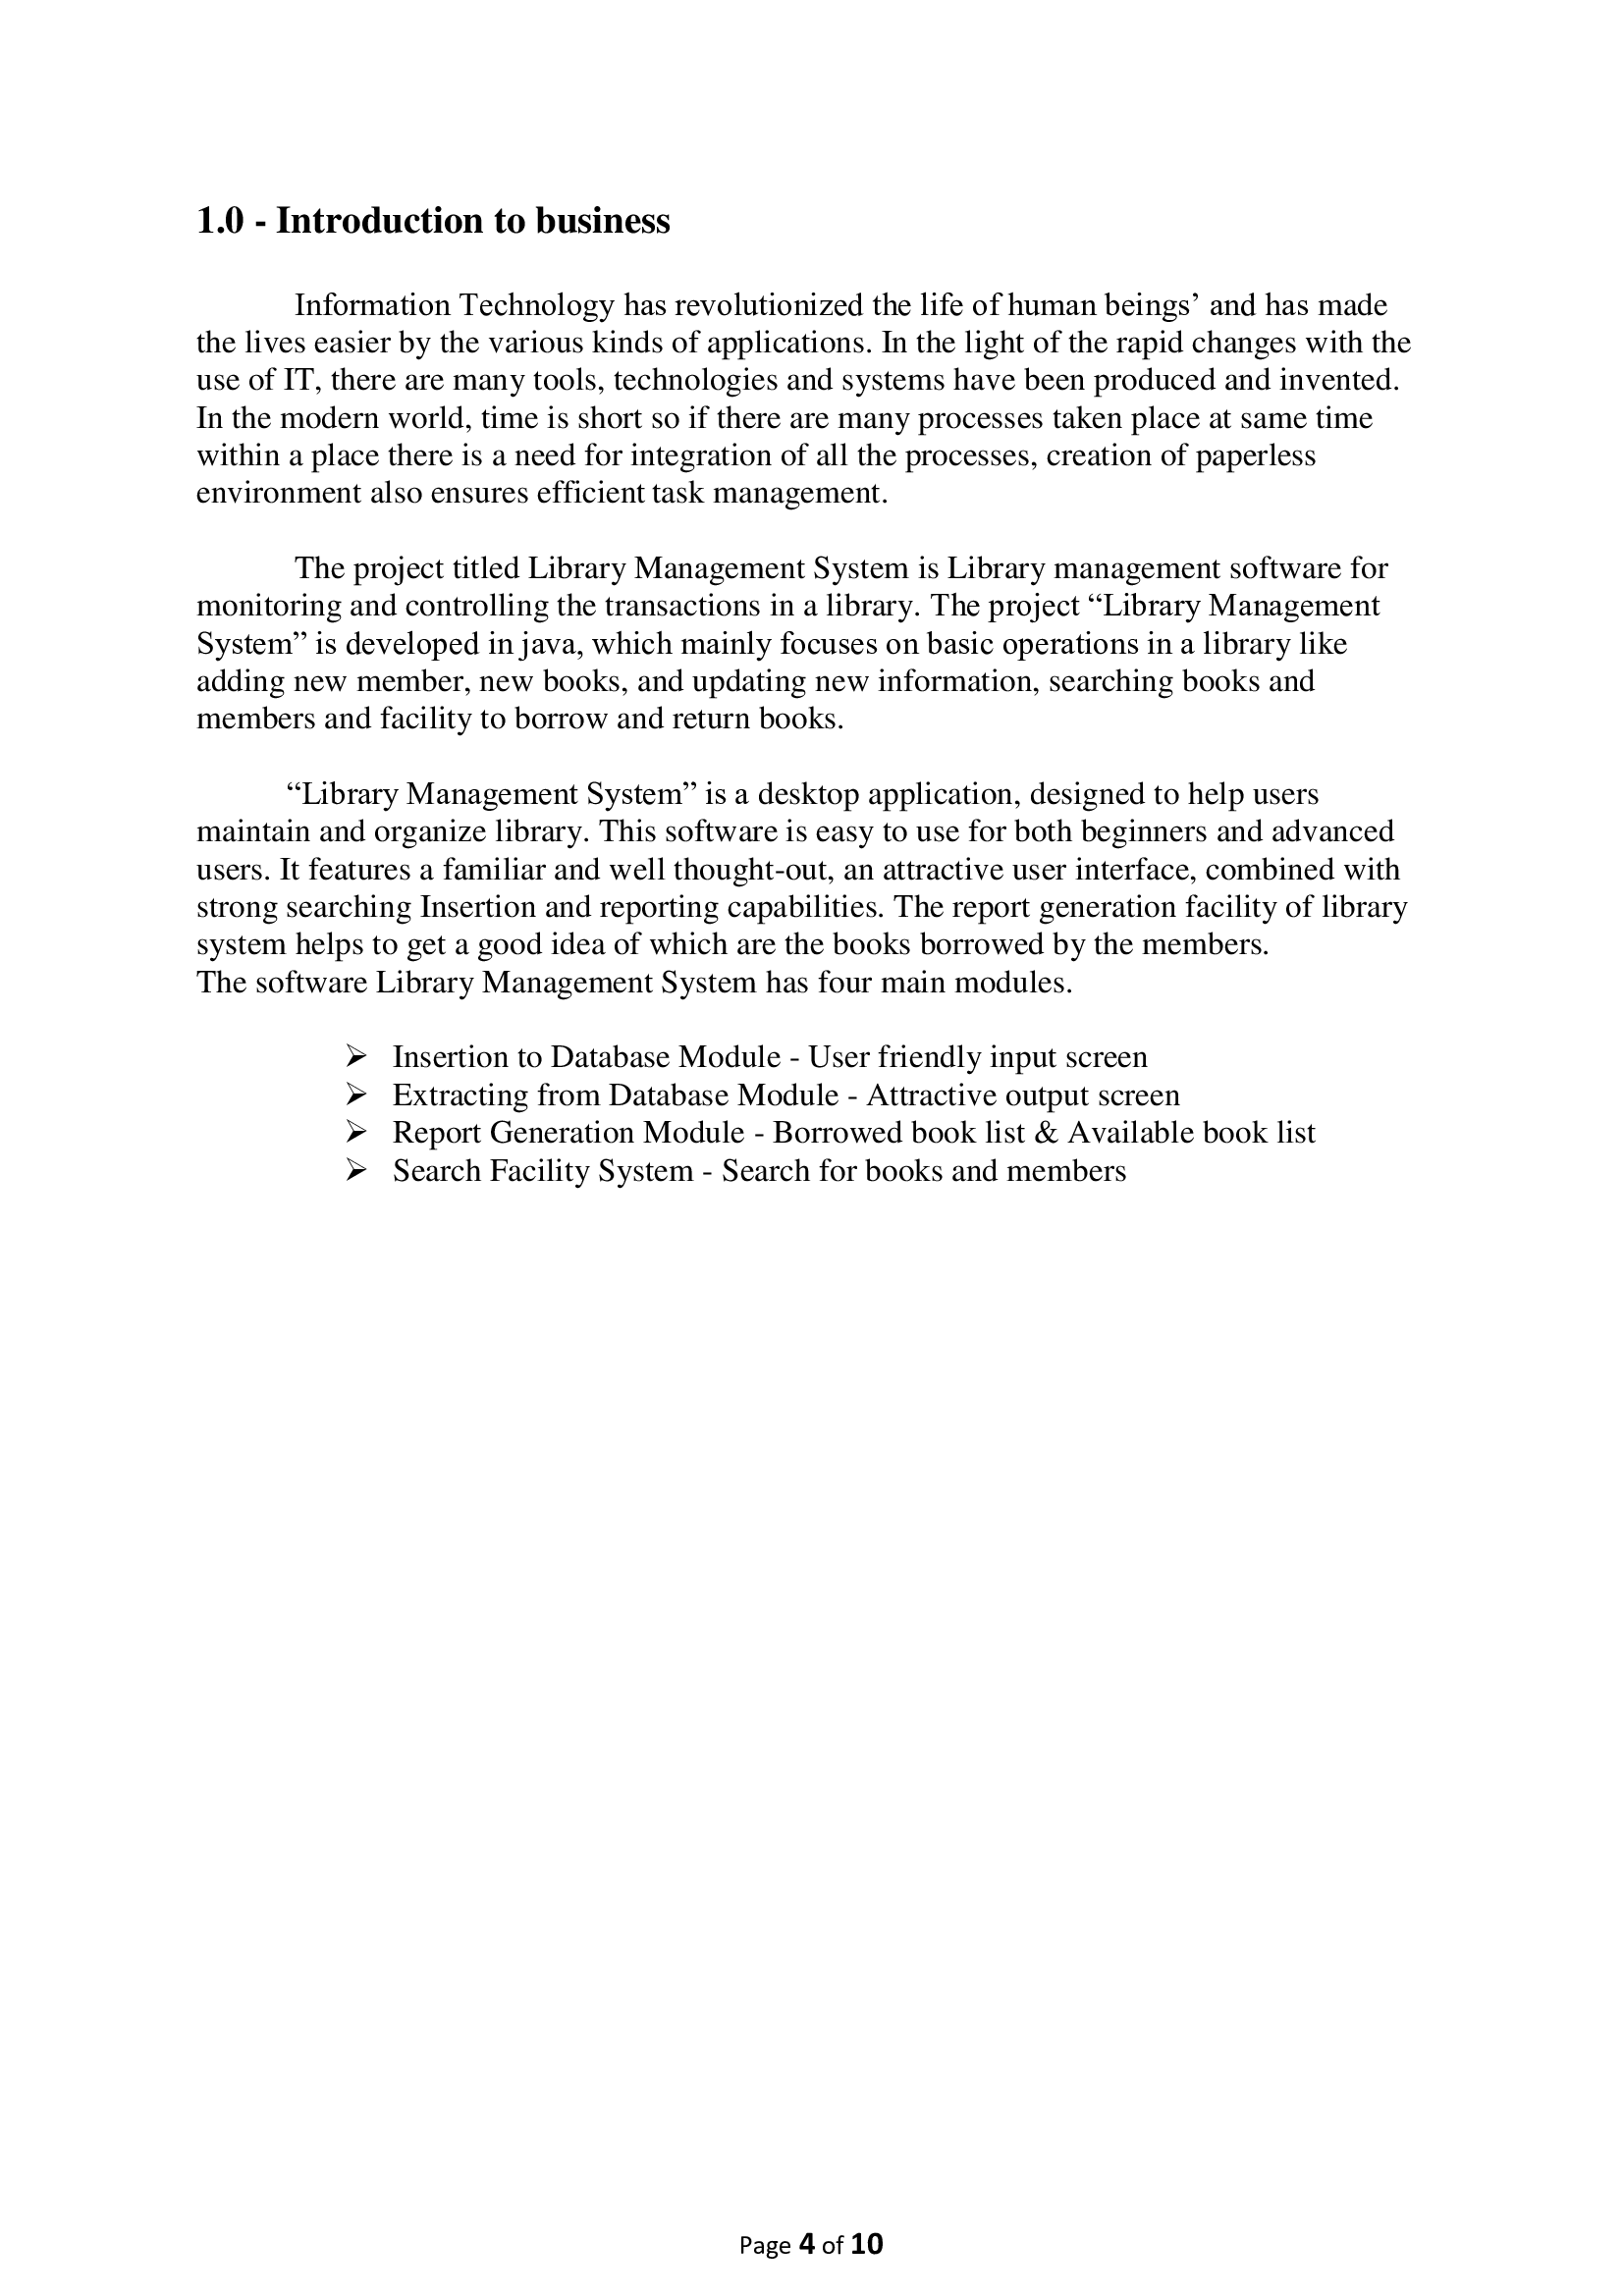 1.0 - Introduction to business
Information Technology has revolutionized the life of human beings’ and has made
the lives easier by the various kinds of applications. In the light of the rapid changes with the
use of IT, there are many tools, technologies and systems have been produced and invented.
In the modern world, time is short so if there are many processes taken place at same time
within a place there is a need for integration of all the processes, creation of paperless
environment also ensures efficient task management.
The project titled Library Management System is Library management software for
monitoring and controlling the transactions in a library. The project “Library Management
System” is developed in java, which mainly focuses on basic operations in a library like
adding new member, new books, and updating new information, searching books and
members and facility to borrow and return books.
“Library Management System” is a desktop application, designed to help users
maintain and organize library. This software is easy to use for both beginners and advanced
users. It features a familiar and well thought-out, an attractive user interface, combined with
strong searching Insertion and reporting capabilities. The report generation facility of library
system helps to get a good idea of which are the books borrowed by the members.
The software Library Management System has four main modules.
➢ Insertion to Database Module - User friendly input screen
➢ Extracting from Database Module - Attractive output screen
➢ Report Generation Module - Borrowed book list & Available book list
➢ Search Facility System - Search for books and members
Page 4 of 10